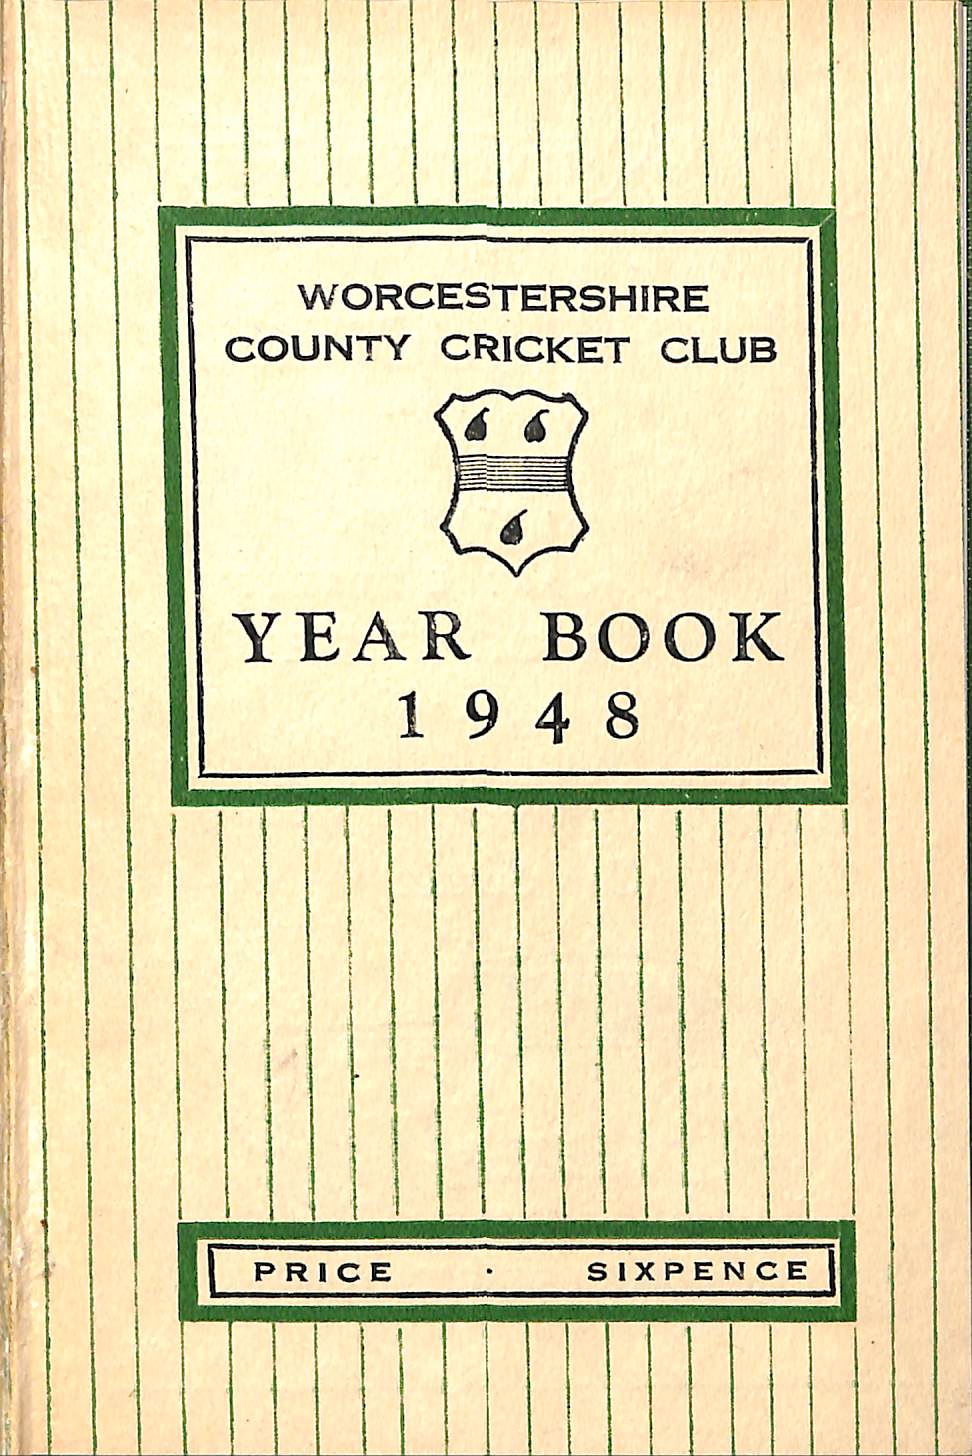 WORCESTERSHIRE
COUNTY CRICKET CLUB
YEAR BOOK
1948
PRICE · SIXPENCE